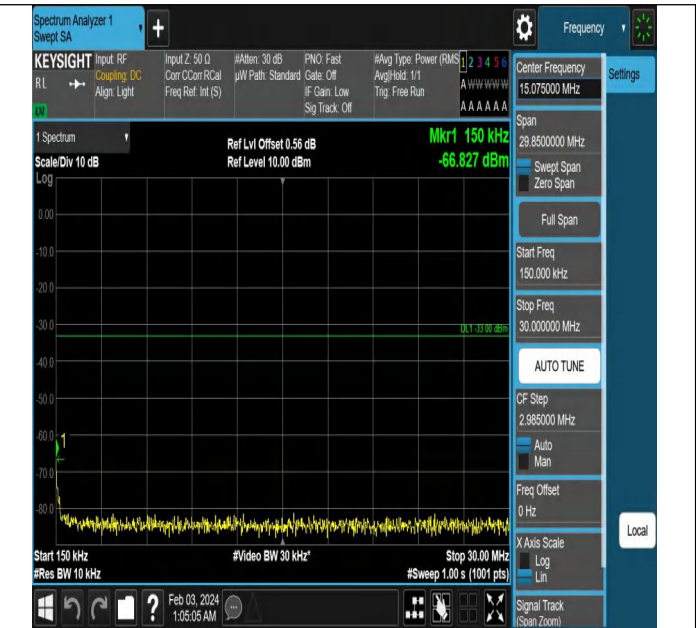 Spectrum Analyzer 1
Swept SA
+
Frequency
KEYSIGHT
RL
LXI
Input: RF
Coupling: DC
Align: Light
Input Z: 50 Ω
Corr CCorr RCal
Freq Ref: Int (S)
#Atten: 30 dB
µW Path: Standard
PNO: Fast
Gate: Off
IF Gain: Low
Sig Track: Off
#Avg Type: Power (RMS
Avg|Hold: 1/1
Trig: Free Run
1 2 3 4 5 6
A W W W W W
A A A A A A
1 Spectrum
Scale/Div 10 dB
Log
Ref Lvl Offset 0.56 dB
Ref Level 10.00 dBm
Mkr1 150 kHz
-66.827 dBm
0.00
-10.0
-20.0
-30.0
DL1 -33.00 dBm
-40.0
-50.0
-60.0
1
-70.0
-80.0
Start 150 kHz
#Video BW 30 kHz*
Stop 30.00 MHz
#Res BW 10 kHz
#Sweep 1.00 s (1001 pts)
?
Feb 03, 2024
1:05:05 AM
Center Frequency
15.075000 MHz
Settings
Span
29.8500000 MHz
Swept Span
Zero Span
Full Span
Start Freq
150.000 kHz
Stop Freq
30.000000 MHz
AUTO TUNE
CF Step
2.985000 MHz
Auto
Man
Freq Offset
0 Hz
X Axis Scale
Log
Lin
Local
Signal Track
(Span Zoom)